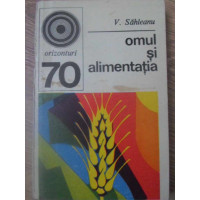 V. Săhleanu
omul
și
alimentația
orizonturi
70